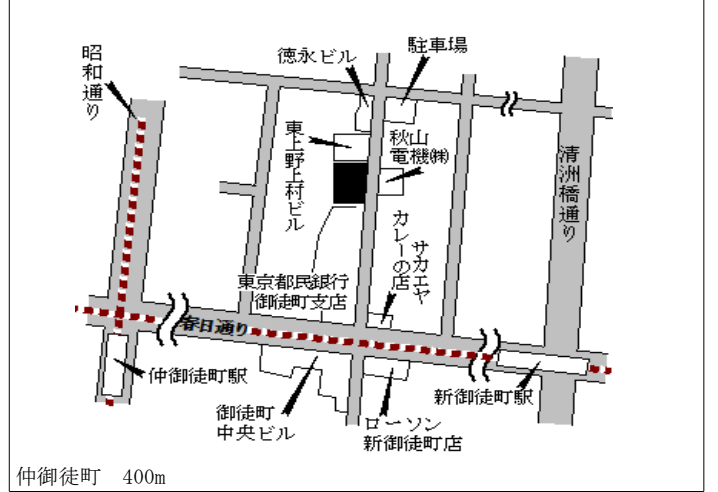 昭和通り
徳永ビル
駐車場
東上野上村ビル
秋山
電機㈱
清洲橋通り
カレーの店
サカエヤ
東京都民銀行
御徒町支店
春日通り
仲御徒町駅
御徒町
中央ビル
ローソン
新御徒町店
新御徒町駅
仲御徒町　400m